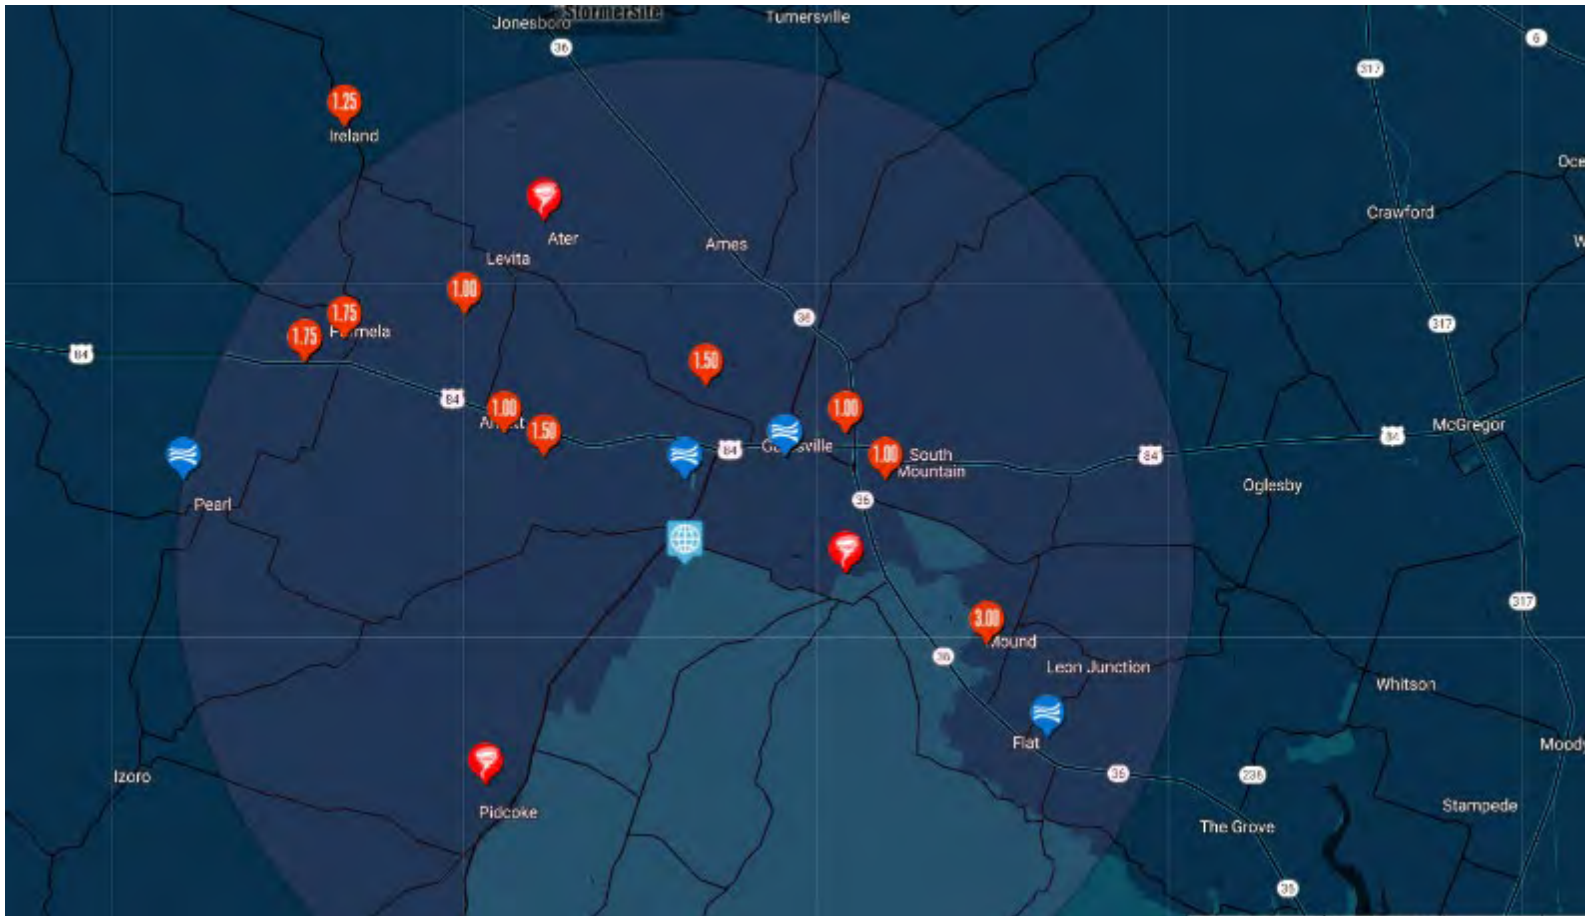 StormerSite
Turnersville
Jonesboro
36
6
317
1.25
Ireland
Oce
Crawford
W
Ater
Ames
Levita
1.00
1.75
1.75
36
317
84
1.50
84
1.00
1.00
1.50
McGregor
84
84
84
1.00
South
Mountain
Oglesby
Pearl
36
317
3.00
Mound
36
Leon Junction
Whitson
Flat
Moody
36
236
Izoro
Pidcoke
Stampede
The Grove
36